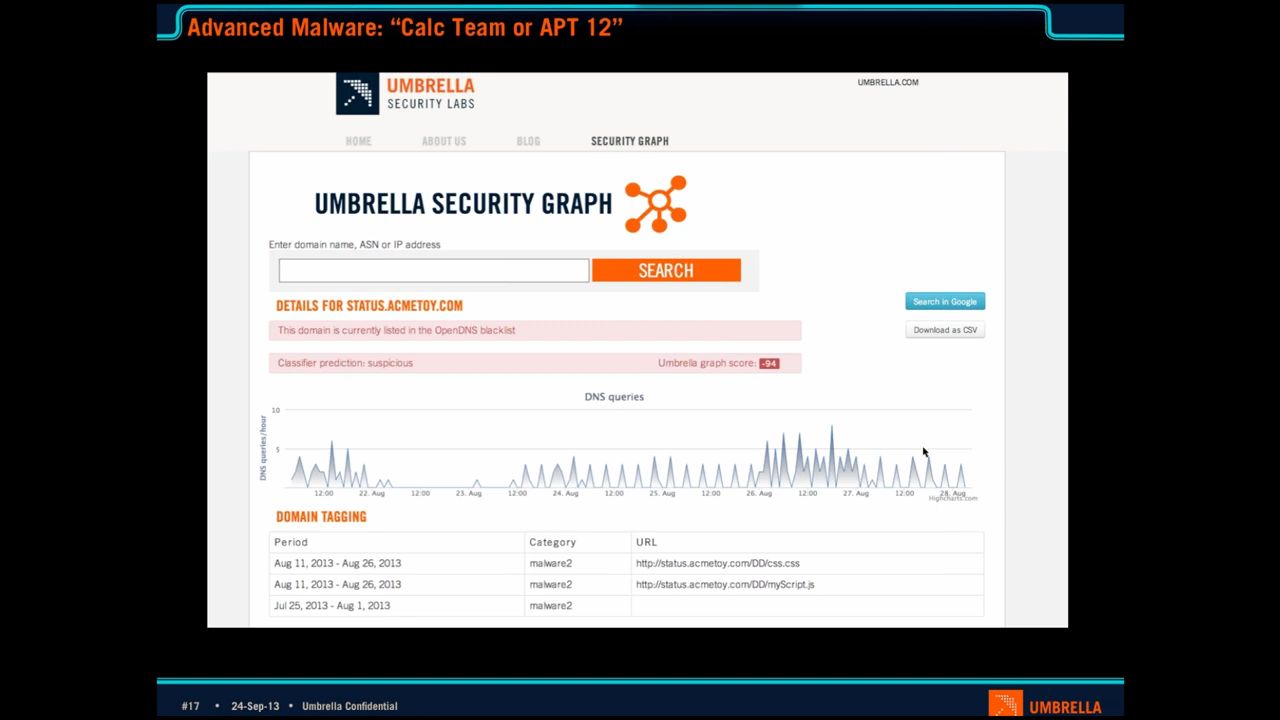 Advanced Malware: “Calc Team or APT 12”
UMBRELLA
SECURITY LABS
UMBRELLA.COM
HOME ABOUT US BLOG SECURITY GRAPH
UMBRELLA SECURITY GRAPH
Enter domain name, ASN or IP address
SEARCH
DETAILS FOR STATUS.ACMETOY.COM
Search in Google
This domain is currently listed in the OpenDNS blacklist
Download as CSV
Classifier prediction: suspicious Umbrella graph score: -94
DNS queries
DNS queries/hour
10
5
12:00 22. Aug 12:00 23. Aug 12:00 24. Aug 12:00 25. Aug 12:00 26. Aug 12:00 27. Aug 12:00 28. Aug
Highcharts.com
DOMAIN TAGGING
Period Category URL
Aug 11, 2013 - Aug 26, 2013 malware2 http://status.acmetoy.com/DD/css.css
Aug 11, 2013 - Aug 26, 2013 malware2 http://status.acmetoy.com/DD/myScript.js
Jul 25, 2013 - Aug 1, 2013 malware2
#17 • 24-Sep-13 • Umbrella Confidential
UMBRELLA